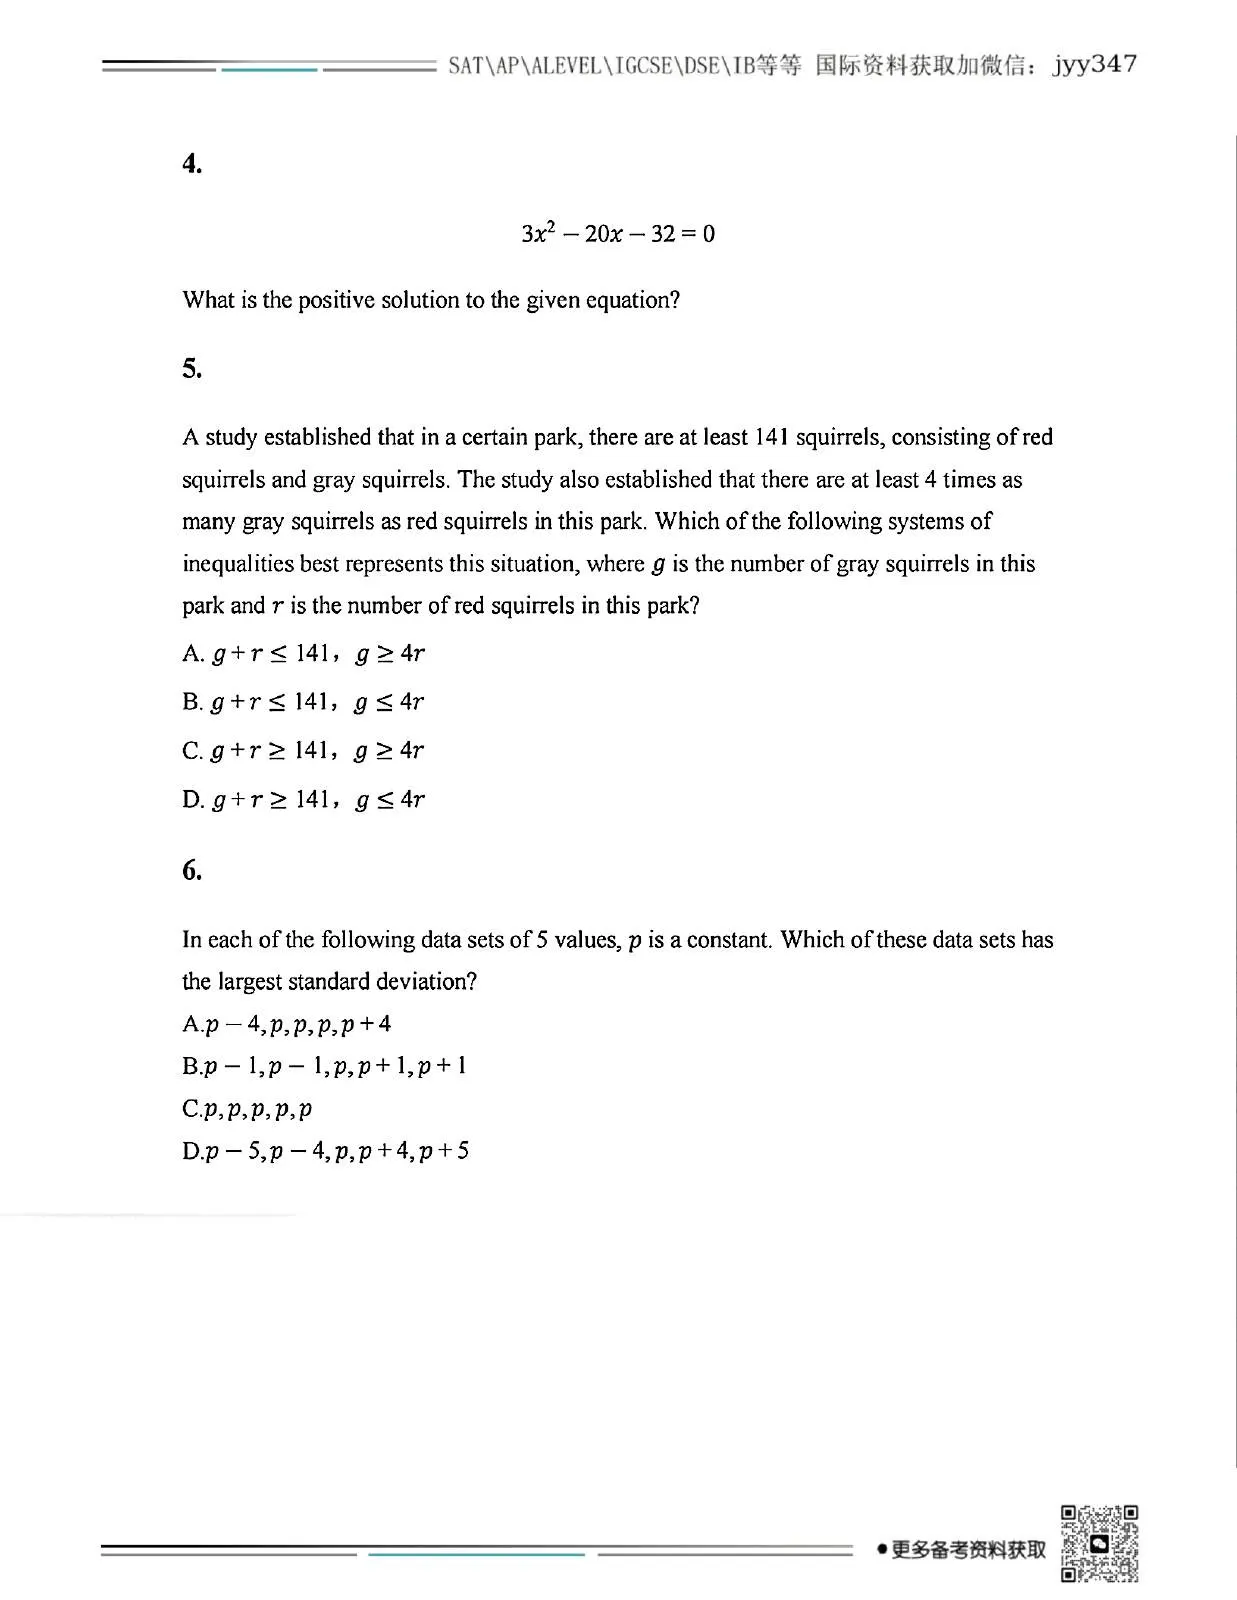 SAT\AP\ALEVEL\IGCSE\DSE\IB等等 国际资料获取加微信： jyy347
4.
3x² − 20x − 32 = 0
What is the positive solution to the given equation?
5.
A study established that in a certain park, there are at least 141 squirrels, consisting of red
squirrels and gray squirrels. The study also established that there are at least 4 times as
many gray squirrels as red squirrels in this park. Which of the following systems of
inequalities best represents this situation, where g is the number of gray squirrels in this
park and r is the number of red squirrels in this park?
A. g + r ≤ 141， g ≥ 4r
B. g + r ≤ 141， g ≤ 4r
C. g + r ≥ 141， g ≥ 4r
D. g + r ≥ 141， g ≤ 4r
6.
In each of the following data sets of 5 values, p is a constant. Which of these data sets has
the largest standard deviation?
A.p − 4,p,p,p,p + 4
B.p − 1,p − 1,p,p + 1,p + 1
C.p,p,p,p,p
D.p − 5,p − 4,p,p + 4,p + 5
●更多备考资料获取